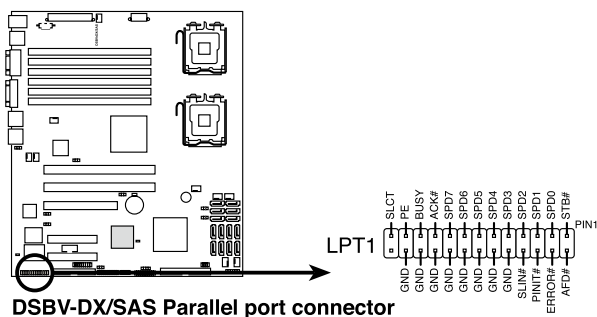 SLCT PE BUSY ACK# SPD7 SPD6 SPD5 SPD4 SPD3 SPD2 SPD1 SPD0 STB#
PIN1
LPT1
GND GND GND GND GND GND GND GND SLIN# PINIT# ERROR# AFD#
DSBV-DX/SAS Parallel port connector